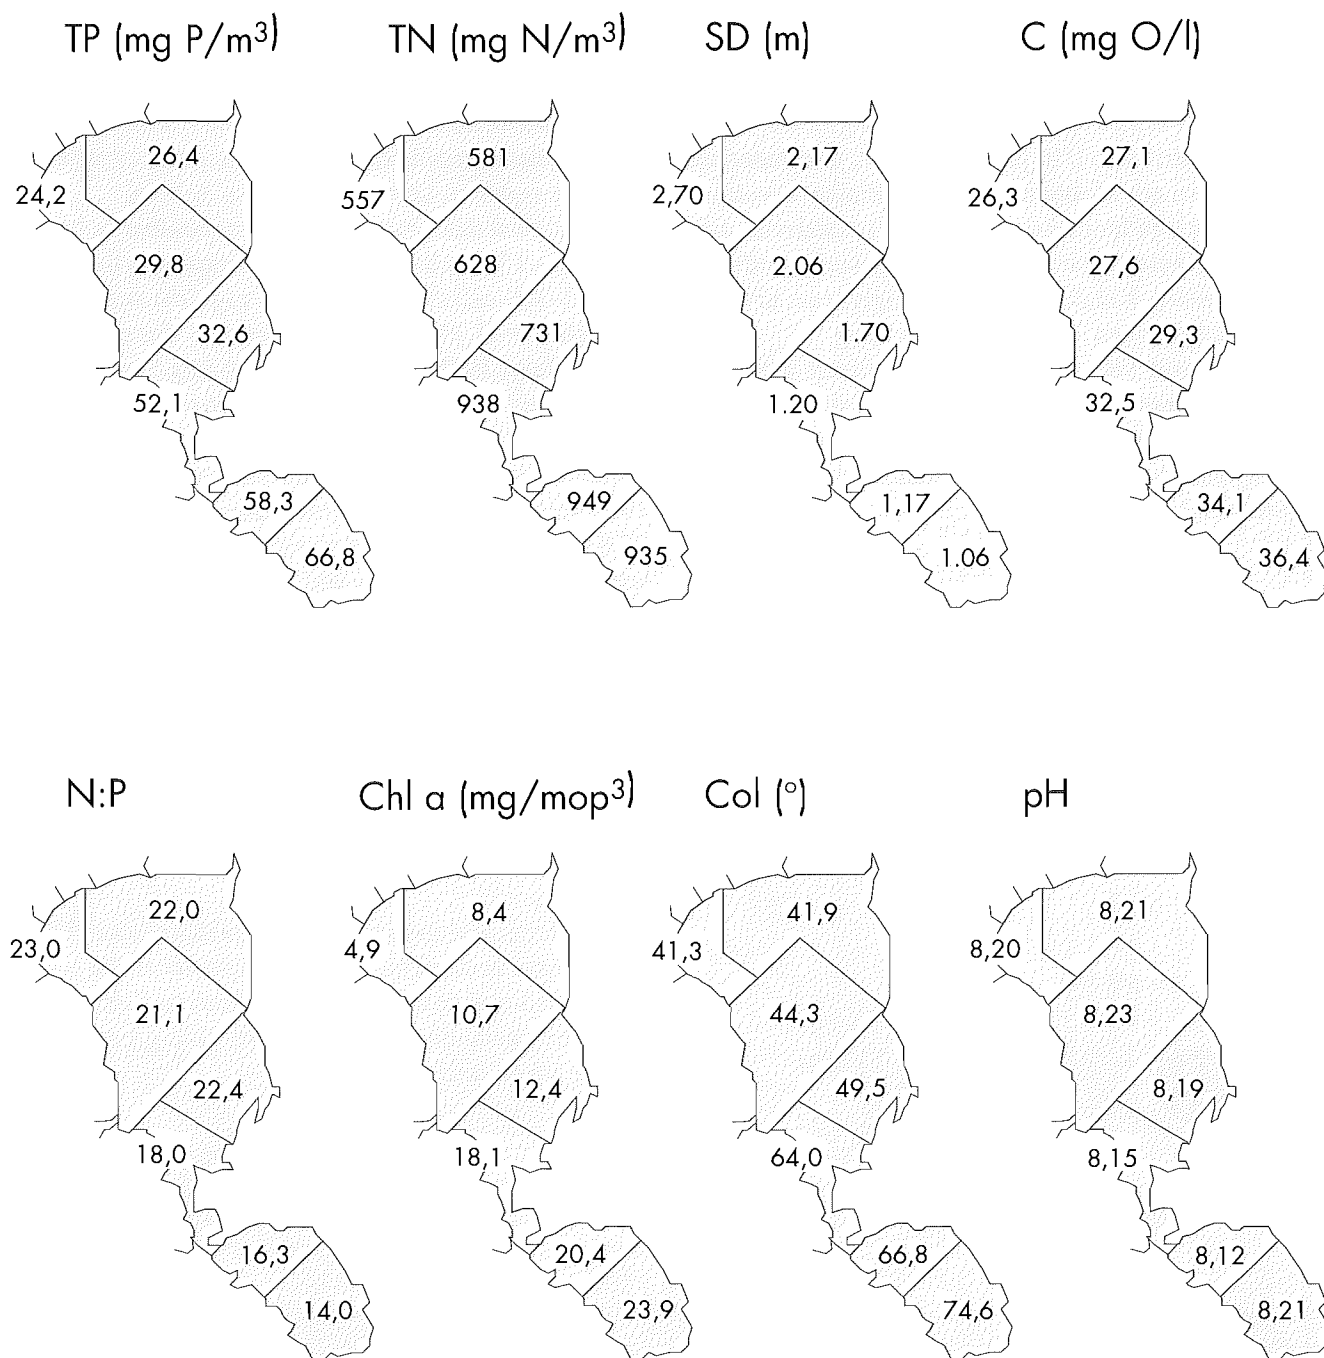 TP (mg P/m³) TN (mg N/m³) SD (m) C (mg O/l)
26,4 581 2,17 27,1
24,2 557 2,70 26,3
29,8 628 2.06 27,6
32,6 731 1.70 29,3
52,1 938 1.20 32,5
58,3 949 1,17 34,1
66,8 935 1.06 36,4
N:P Chl a (mg/mop³) Col (°) pH
22,0 8,4 41,9 8,21
23,0 4,9 41,3 8,20
21,1 10,7 44,3 8,23
22,4 12,4 49,5 8,19
18,0 18,1 64,0 8,15
16,3 20,4 66,8 8,12
14,0 23,9 74,6 8,21